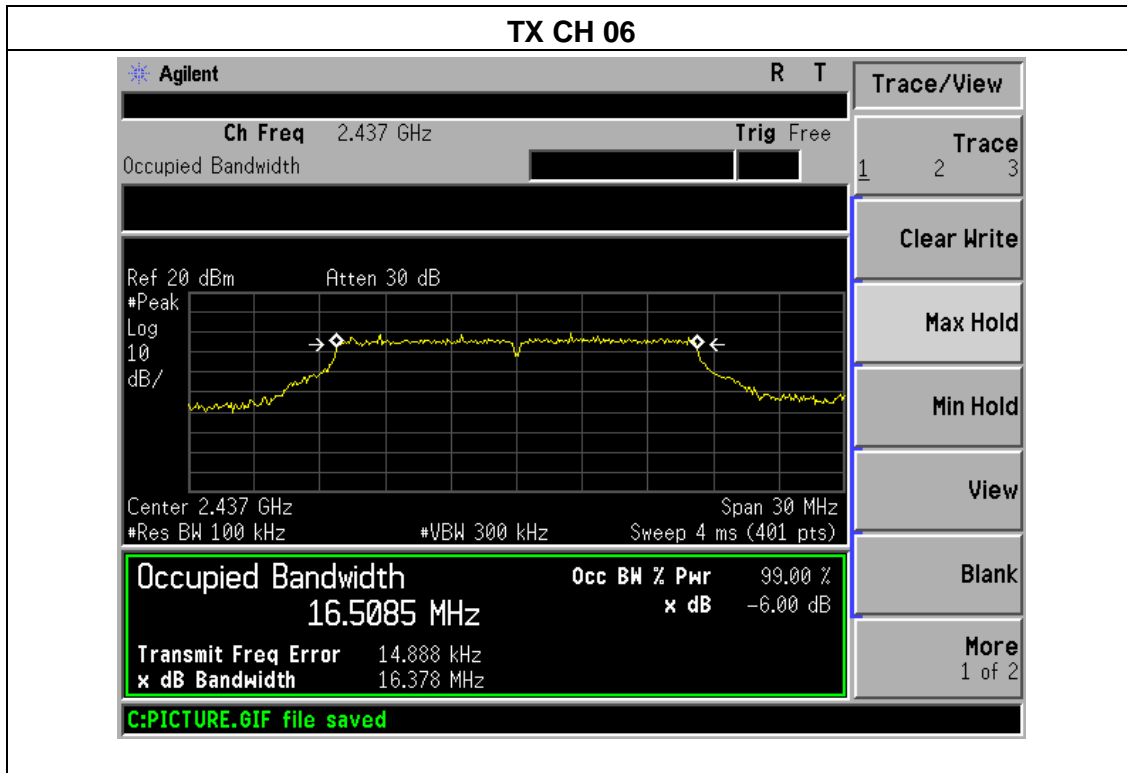 TX CH 06
Agilent R T
Ch Freq 2.437 GHz Trig Free
Occupied Bandwidth
Ref 20 dBm Atten 30 dB
#Peak
Log
10
dB/
Center 2.437 GHz Span 30 MHz
#Res BW 100 kHz #VBW 300 kHz Sweep 4 ms (401 pts)
Occupied Bandwidth Occ BW % Pwr 99.00 %
16.5085 MHz x dB -6.00 dB
Transmit Freq Error 14.888 kHz
x dB Bandwidth 16.378 MHz
C:PICTURE.GIF file saved
Trace/View
Trace
1 2 3
Clear Write
Max Hold
Min Hold
View
Blank
More
1 of 2